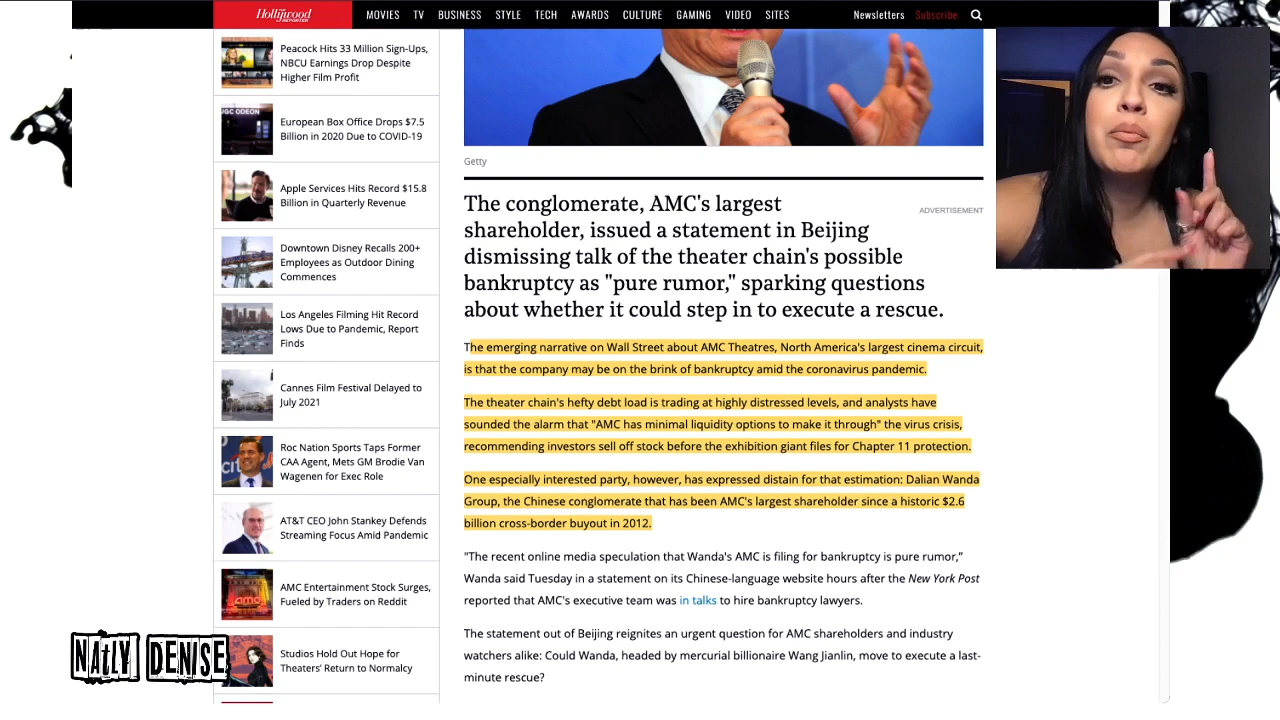 The Hollywood REPORTER
MOVIES TV BUSINESS STYLE TECH AWARDS CULTURE GAMING VIDEO SITES
Newsletters Subscribe
Peacock Hits 33 Million Sign-Ups,
NBCU Earnings Drop Despite
Higher Film Profit
UGC ODEON
European Box Office Drops $7.5
Billion in 2020 Due to COVID-19
Apple Services Hits Record $15.8
Billion in Quarterly Revenue
Downtown Disney Recalls 200+
Employees as Outdoor Dining
Commences
Los Angeles Filming Hit Record
Lows Due to Pandemic, Report
Finds
Cannes Film Festival Delayed to
July 2021
Roc Nation Sports Taps Former
CAA Agent, Mets GM Brodie Van
Wagenen for Exec Role
AT&T CEO John Stankey Defends
Streaming Focus Amid Pandemic
amc
AMC Entertainment Stock Surges,
Fueled by Traders on Reddit
Studios Hold Out Hope for
Theaters' Return to Normalcy
NAtLY DENISE
Getty
ADVERTISEMENT
The conglomerate, AMC's largest
shareholder, issued a statement in Beijing
dismissing talk of the theater chain's possible
bankruptcy as "pure rumor," sparking questions
about whether it could step in to execute a rescue.
The emerging narrative on Wall Street about AMC Theatres, North America's largest cinema circuit,
is that the company may be on the brink of bankruptcy amid the coronavirus pandemic.
The theater chain's hefty debt load is trading at highly distressed levels, and analysts have
sounded the alarm that "AMC has minimal liquidity options to make it through" the virus crisis,
recommending investors sell off stock before the exhibition giant files for Chapter 11 protection.
One especially interested party, however, has expressed distain for that estimation: Dalian Wanda
Group, the Chinese conglomerate that has been AMC's largest shareholder since a historic $2.6
billion cross-border buyout in 2012.
"The recent online media speculation that Wanda's AMC is filing for bankruptcy is pure rumor,"
Wanda said Tuesday in a statement on its Chinese-language website hours after the New York Post
reported that AMC's executive team was in talks to hire bankruptcy lawyers.
The statement out of Beijing reignites an urgent question for AMC shareholders and industry
watchers alike: Could Wanda, headed by mercurial billionaire Wang Jianlin, move to execute a last-
minute rescue?